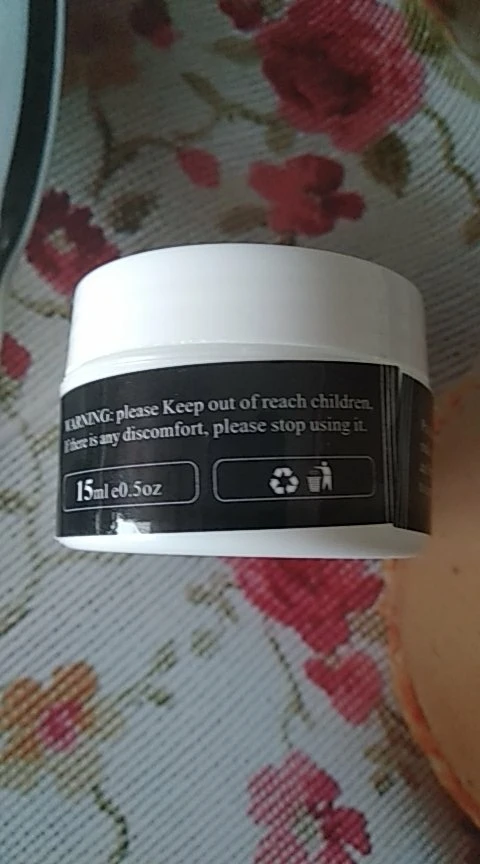 WARNING: please Keep out of reach children,
If there is any discomfort, please stop using it.
15ml e0.5oz